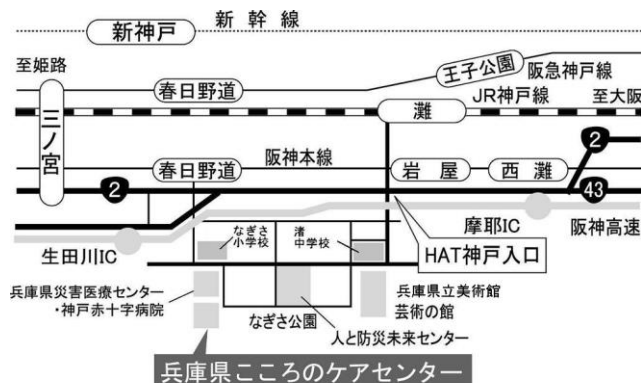 新幹線
新神戸
至姫路
春日野道
王子公園
阪急神戸線
JR神戸線
至大阪
灘
三ノ宮
2
春日野道
阪神本線
岩屋
西灘
2
43
生田川IC
なぎさ
小学校
渚
中学校
摩耶IC
阪神高速
HAT神戸入口
兵庫県災害医療センター
・神戸赤十字病院
なぎさ公園
人と防災未来センター
兵庫県立美術館
芸術の館
兵庫県こころのケアセンター